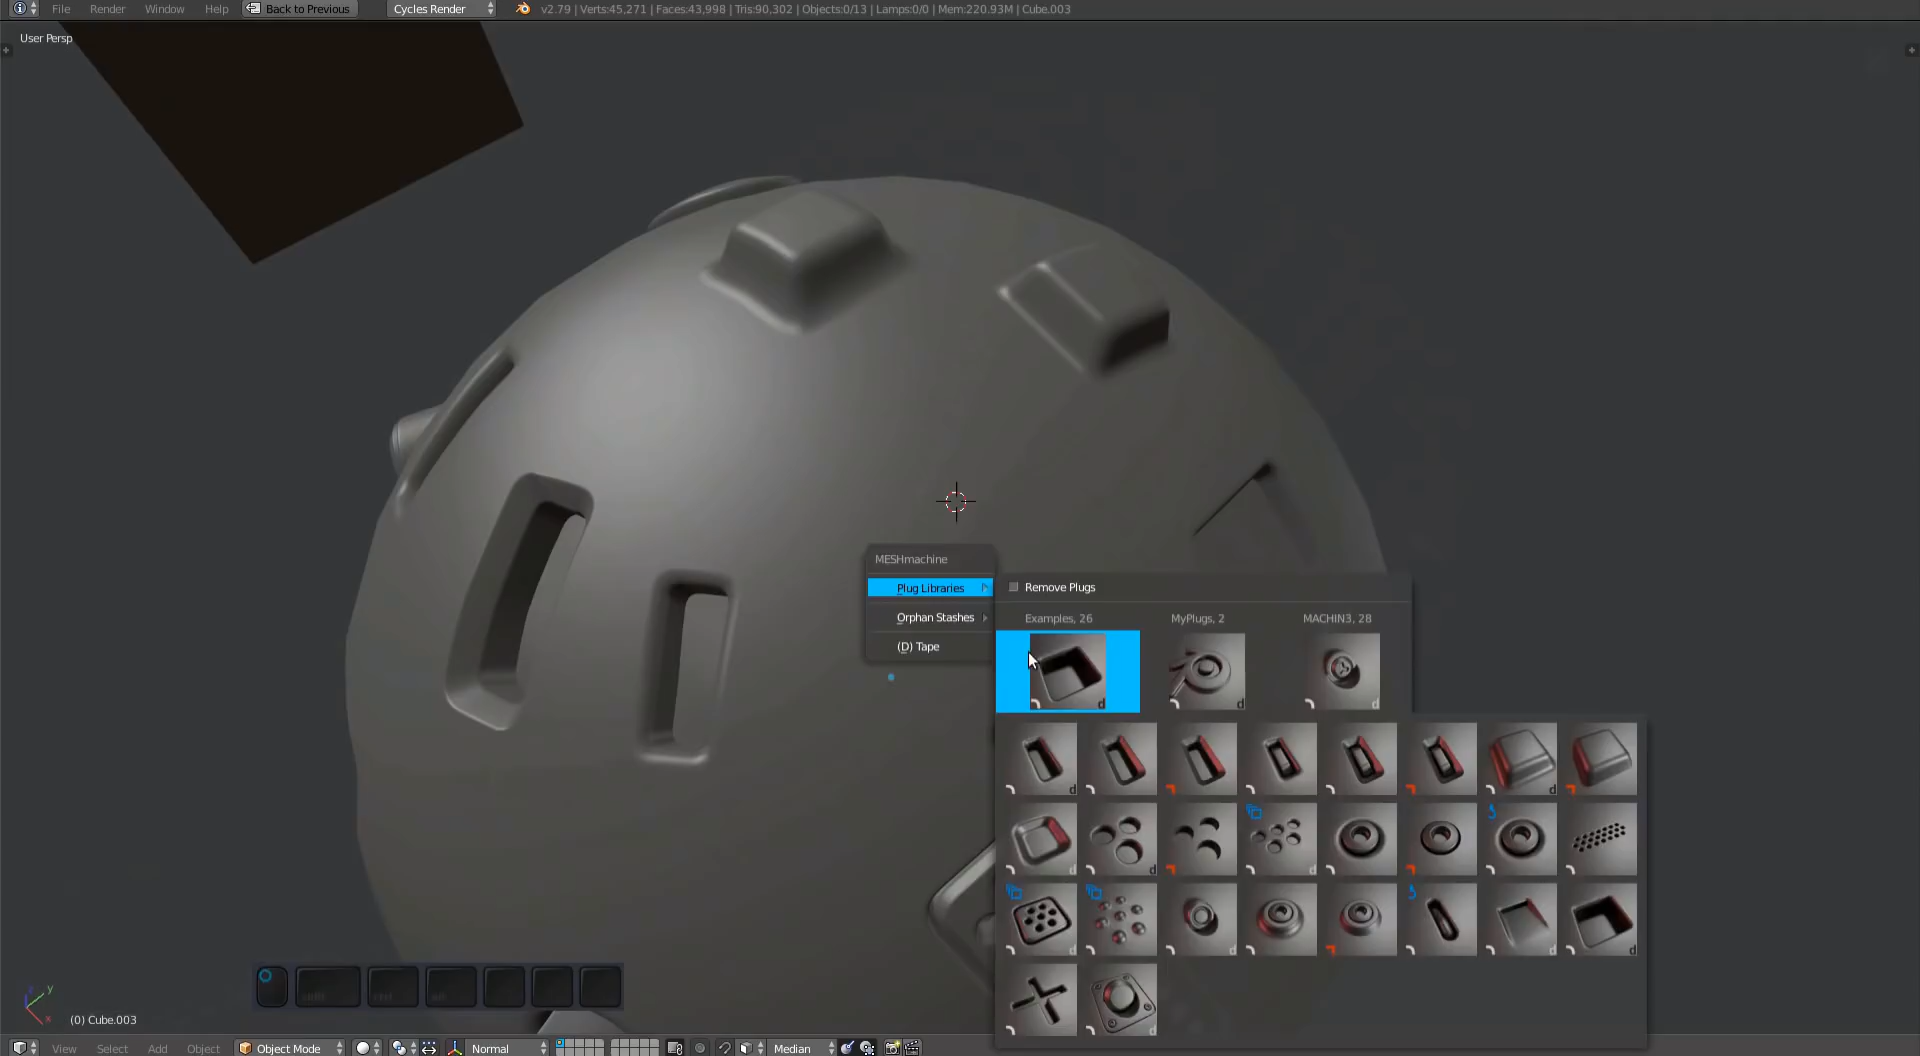 File Render Window Help Back to Previous Cycles Render v2.79 | Verts:45,271 | Faces:43,998 | Tris:90,302 | Objects:0/13 | Lamps:0/0 | Mem:220.93M | Cube.003
User Persp
MESHmachine
Plug Libraries
Orphan Stashes
(D) Tape
Remove Plugs
Examples, 26 MyPlugs, 2 MACHIN3, 28
(0) Cube.003
View Select Add Object Object Mode Normal Median